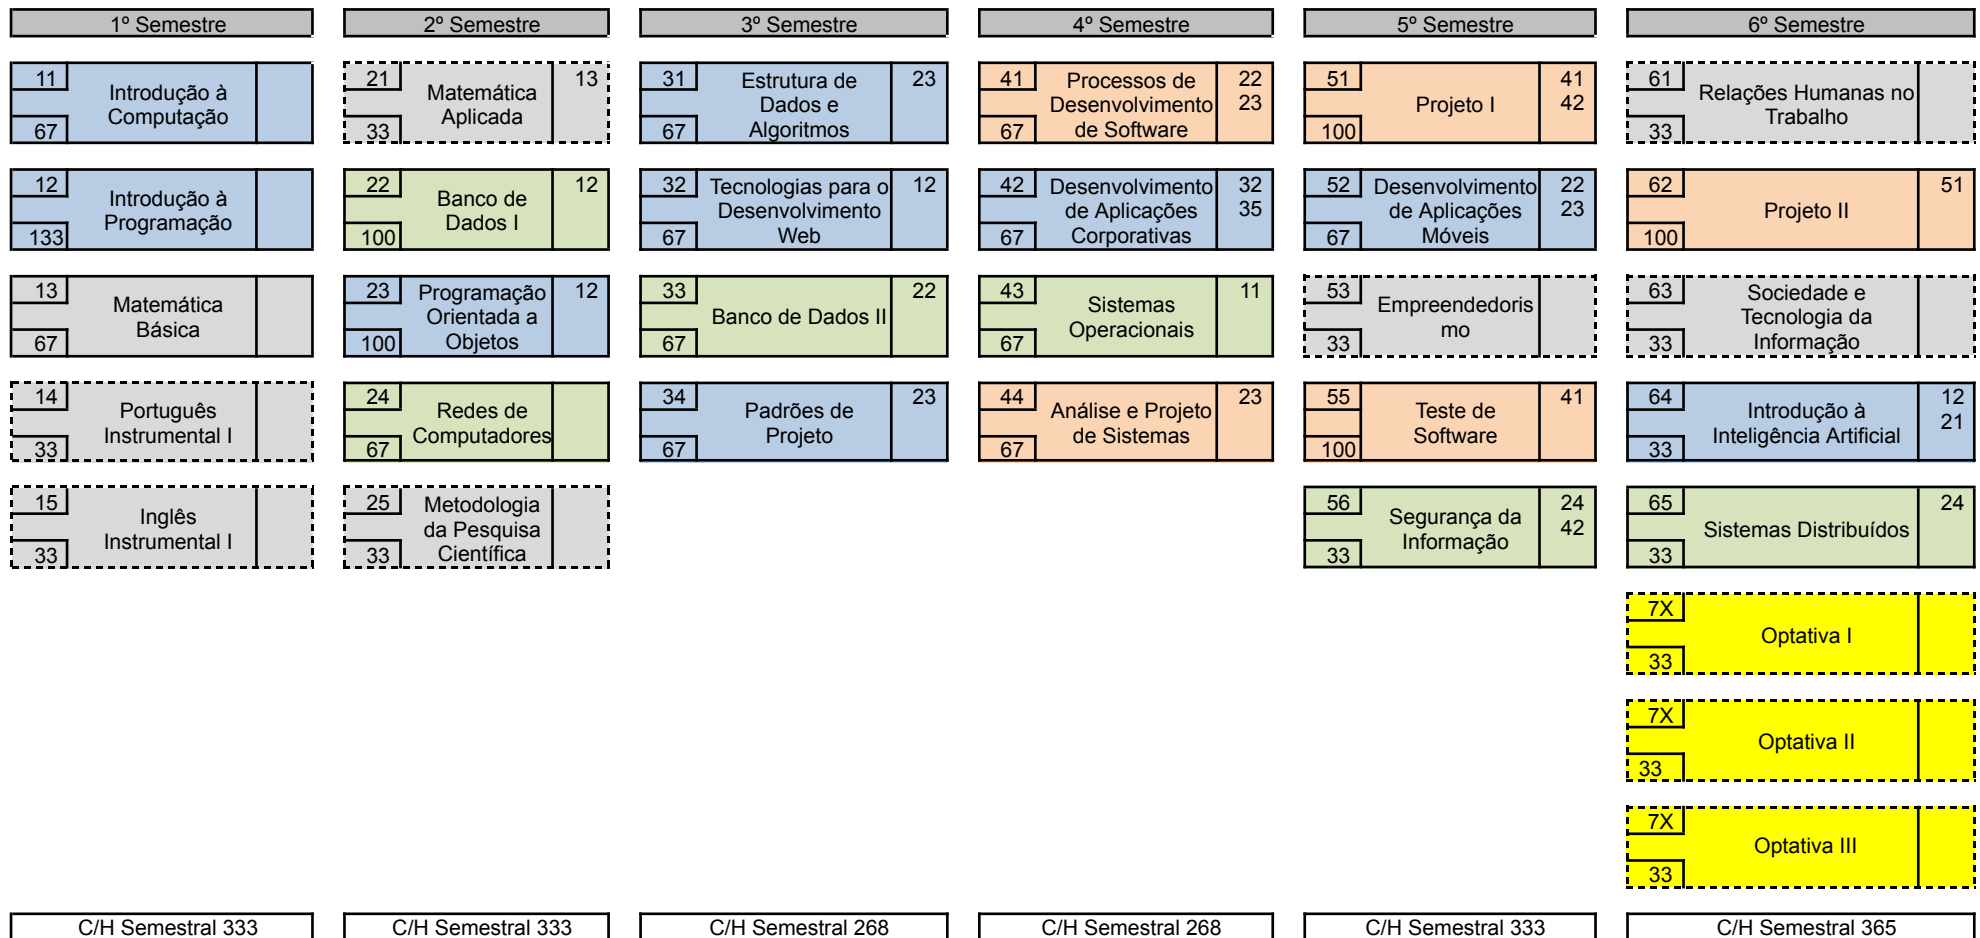 1º Semestre
2º Semestre
3º Semestre
4º Semestre
5º Semestre
6º Semestre
11
Introdução à
Computação
67
21
13
Matemática
Aplicada
33
31
Estrutura de
23
Dados e
Algoritmos
67
41
Processos de
22
Desenvolvimento
23
de Software
67
51
41
Projeto I
42
100
61
Relações Humanas no
Trabalho
33
12
Introdução à
Programação
133
22
12
Banco de
Dados I
100
32
Tecnologias para o
12
Desenvolvimento
Web
67
42
Desenvolvimento
32
de Aplicações
35
Corporativas
67
52
Desenvolvimento
22
de Aplicações
23
Móveis
67
62
51
Projeto II
100
13
Matemática
Básica
67
23
Programação
12
Orientada a
Objetos
100
33
22
Banco de Dados II
67
43
11
Sistemas
Operacionais
67
53
Empreendedoris
mo
33
63
Sociedade e
Tecnologia da
Informação
33
14
Português
Instrumental I
33
24
Redes de
Computadores
67
34
23
Padrões de
Projeto
67
44
23
Análise e Projeto
de Sistemas
67
55
41
Teste de
Software
100
64
12
Introdução à
21
Inteligência Artificial
33
15
Inglês
Instrumental I
33
25
Metodologia
da Pesquisa
Científica
33
56
24
Segurança da
42
Informação
33
65
24
Sistemas Distribuídos
33
7X
Optativa I
33
7X
Optativa II
33
7X
Optativa III
33
C/H Semestral 333
C/H Semestral 333
C/H Semestral 268
C/H Semestral 268
C/H Semestral 333
C/H Semestral 365